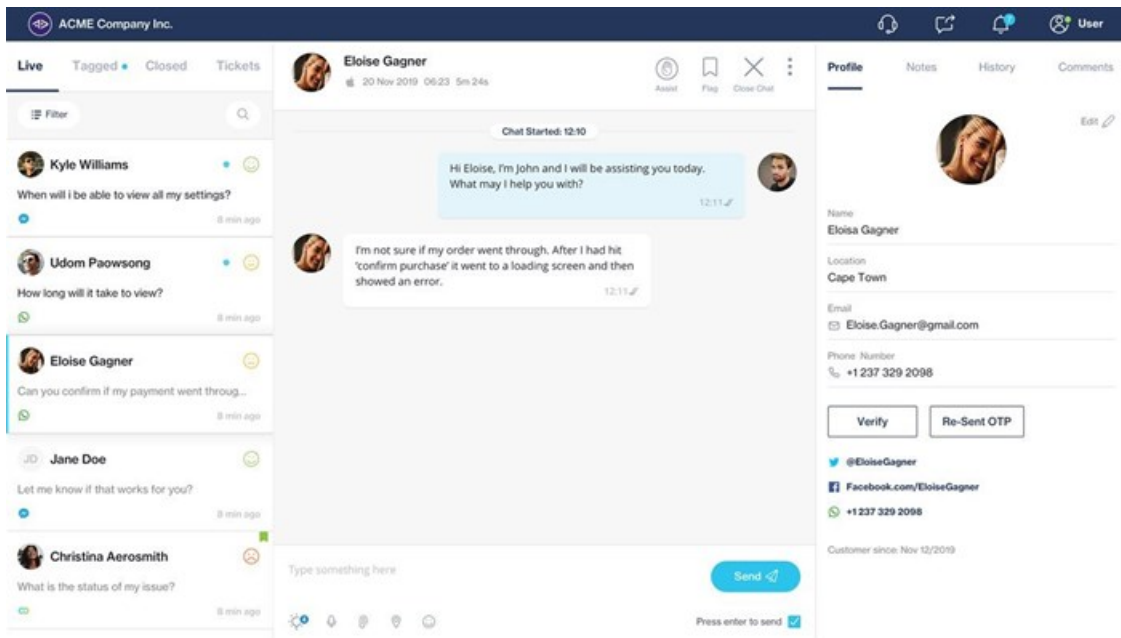 ACME Company Inc.
User
Live Tagged Closed Tickets
Filter
Kyle Williams
When will i be able to view all my settings?
8 min ago
Udom Paowsong
How long will it take to view?
8 min ago
Eloise Gagner
Can you confirm if my payment went throug...
8 min ago
JD Jane Doe
Let me know if that works for you?
8 min ago
Christina Aerosmith
What is the status of my issue?
8 min ago
Eloise Gagner
20 Nov 2019 06:23 5m 24s
Assist Flag Close Chat
Chat Started: 12:10
Hi Eloise, I'm John and I will be assisting you today.
What may I help you with?
12:11
I'm not sure if my order went through. After I had hit
'confirm purchase' it went to a loading screen and then
showed an error.
12:11
Type something here
Send
Press enter to send
Profile Notes History Comments
Edit
Name
Eloisa Gagner
Location
Cape Town
Email
Eloise.Gagner@gmail.com
Phone Number
+1 237 329 2098
Verify Re-Sent OTP
@EloiseGagner
Facebook.com/EloiseGagner
+1 237 329 2098
Customer since: Nov 12/2019